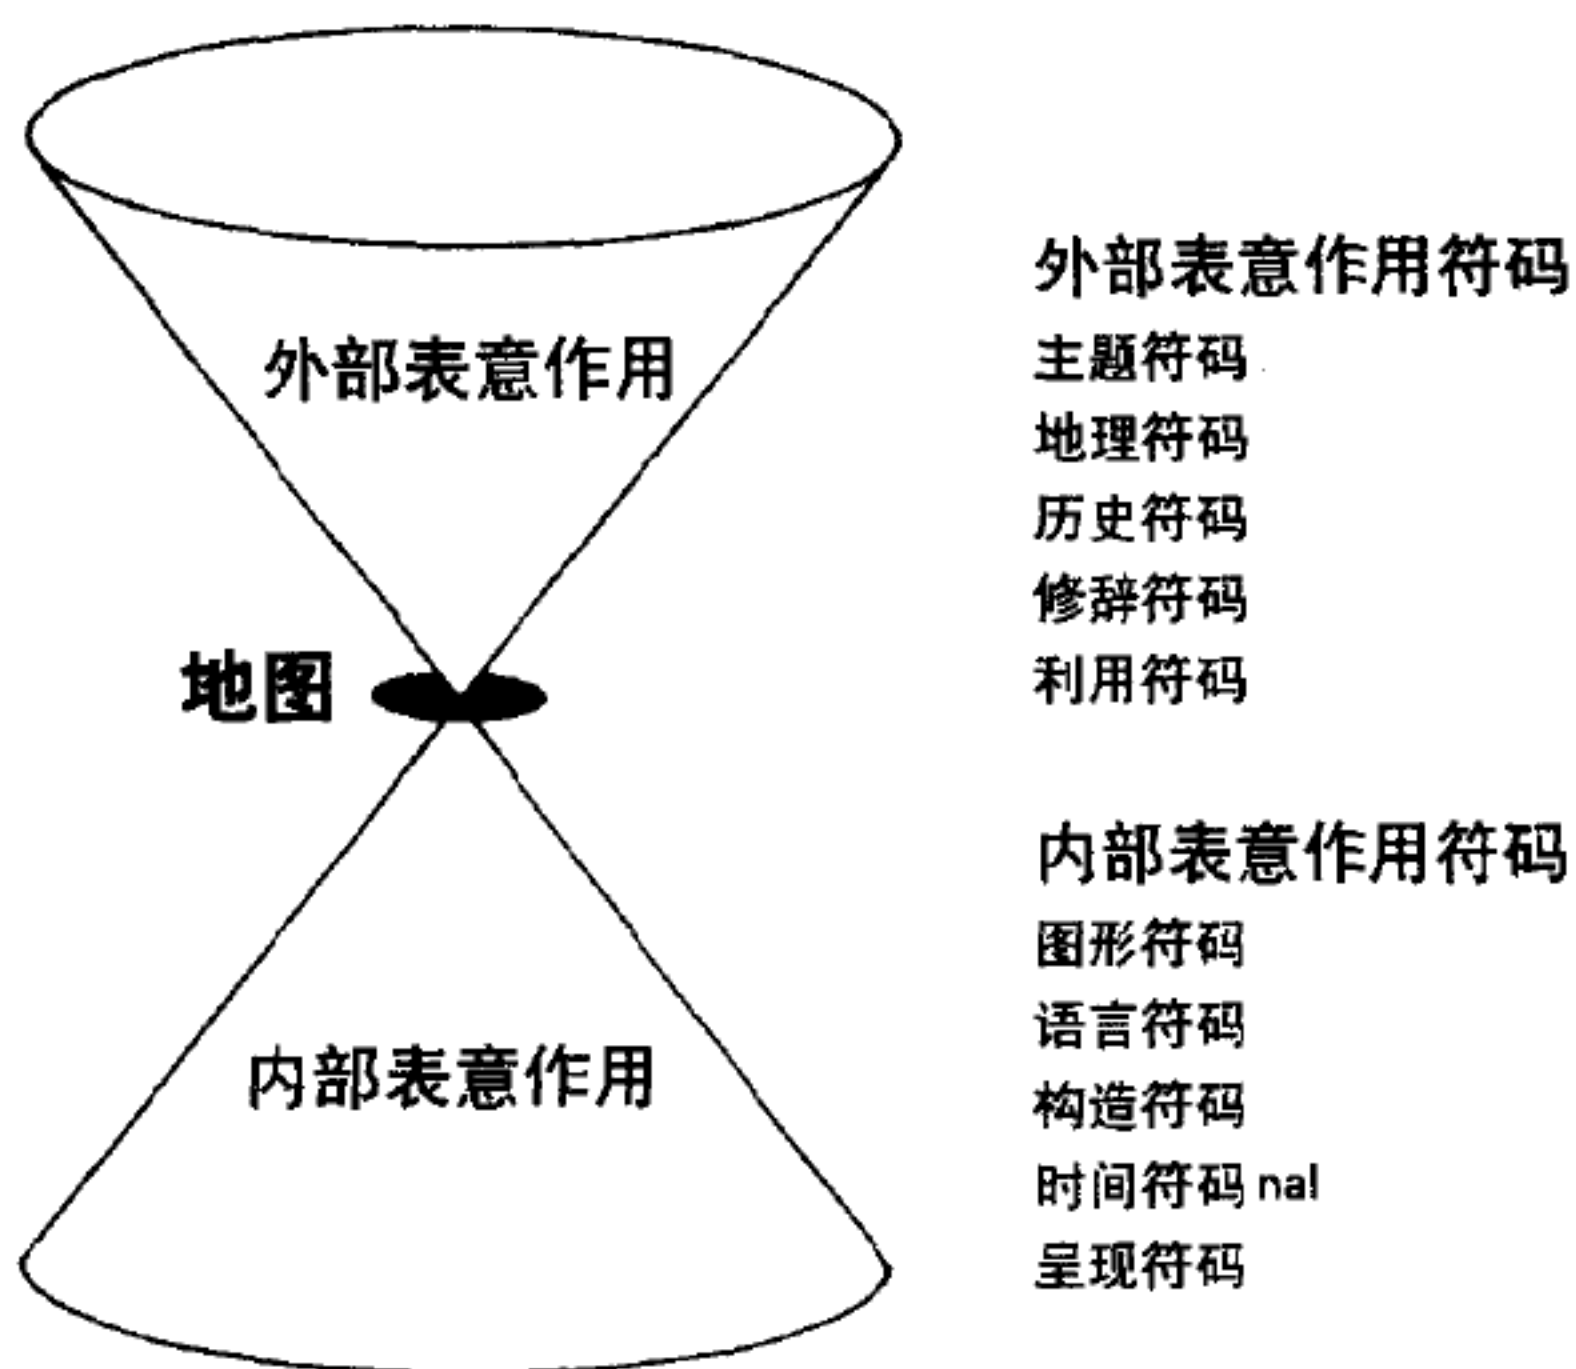 外部表意作用
地图
内部表意作用
外部表意作用符码
主题符码
地理符码
历史符码
修辞符码
利用符码
内部表意作用符码
图形符码
语言符码
构造符码
时间符码 nal
呈现符码